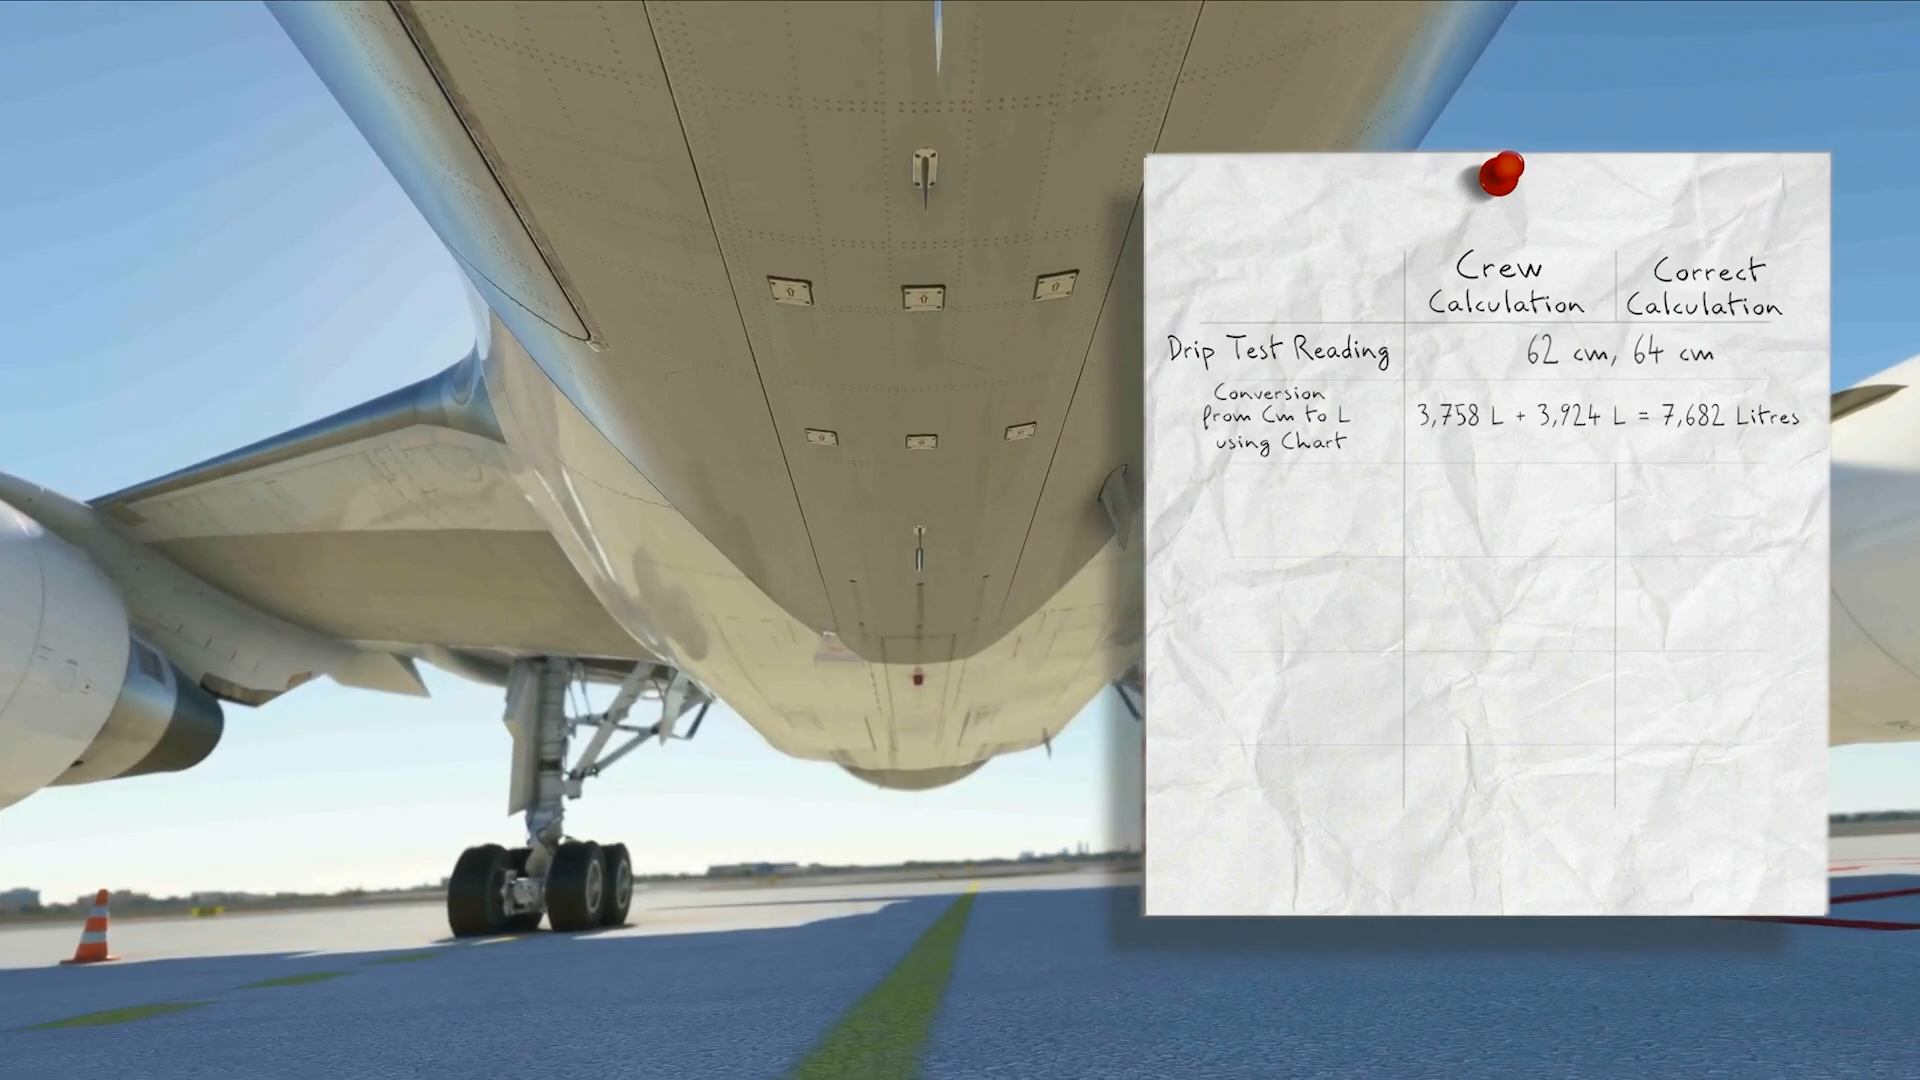 Crew Calculation
Correct Calculation
Drip Test Reading
62 cm, 64 cm
Conversion
from Cm to L
using Chart
3,758 L + 3,924 L = 7,682 Litres